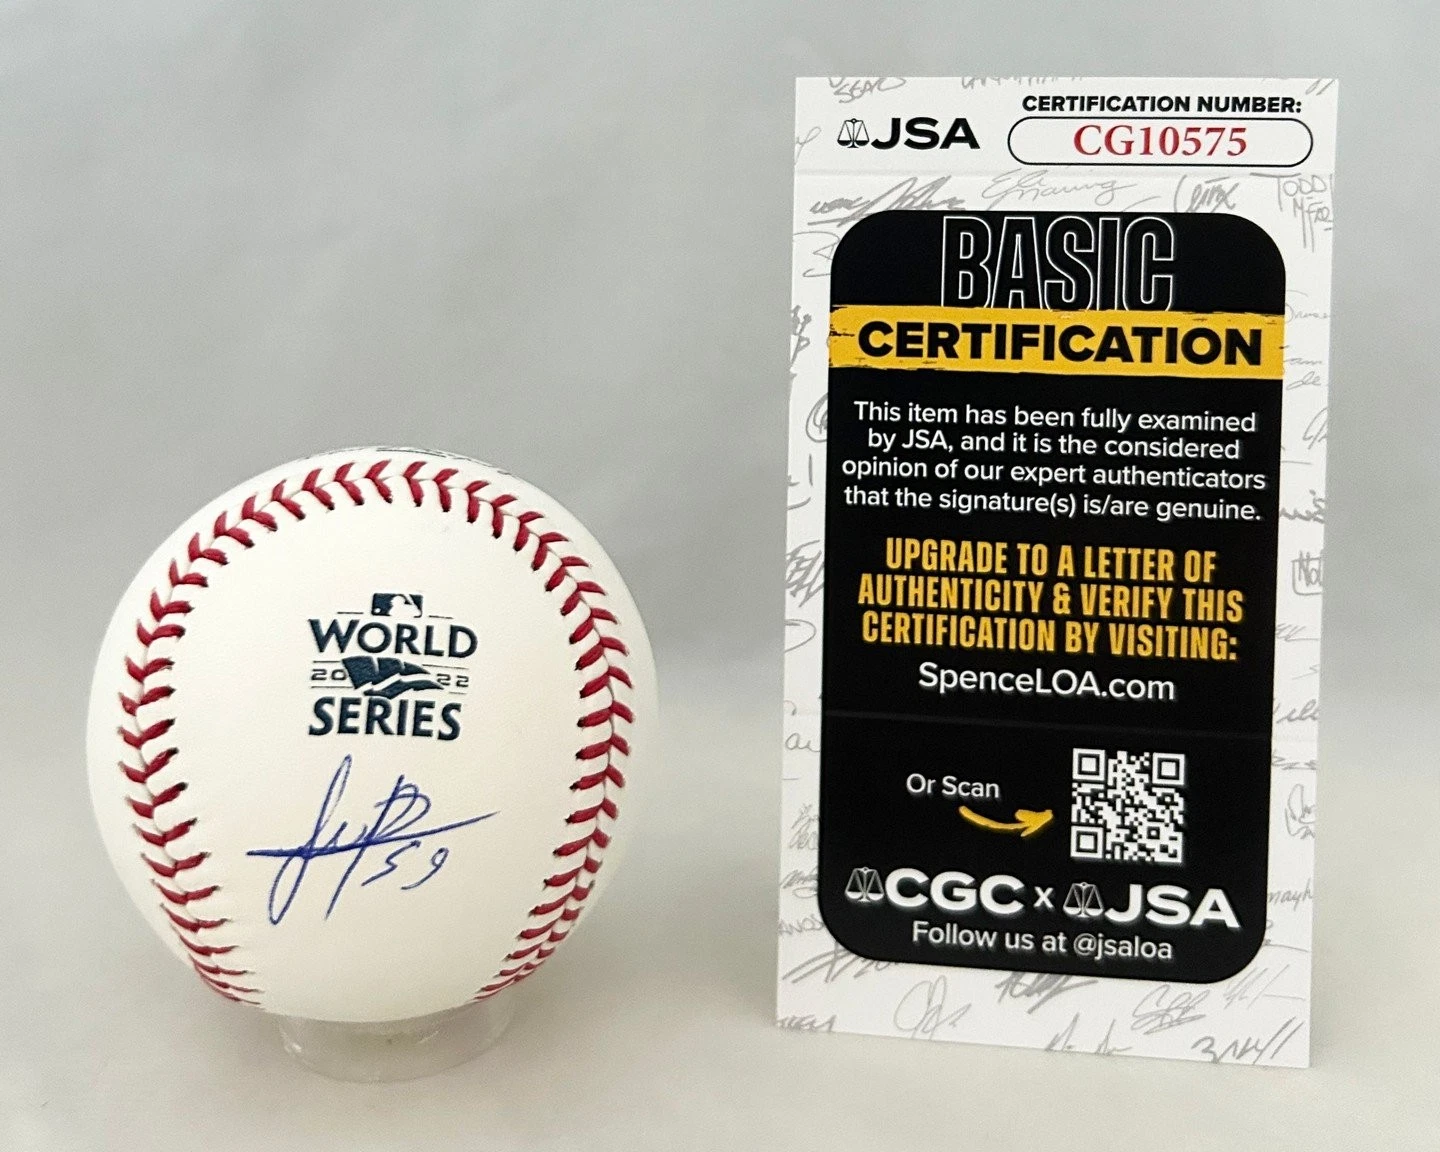 WORLD
2022
SERIES
59
JSA
CERTIFICATION NUMBER:
CG10575
BASIC
CERTIFICATION
This item has been fully examined
by JSA, and it is the considered
opinion of our expert authenticators
that the signature(s) is/are genuine.
UPGRADE TO A LETTER OF
AUTHENTICITY & VERIFY THIS
CERTIFICATION BY VISITING:
SpenceLOA.com
Or Scan
CGC x JSA
Follow us at @jsaloa